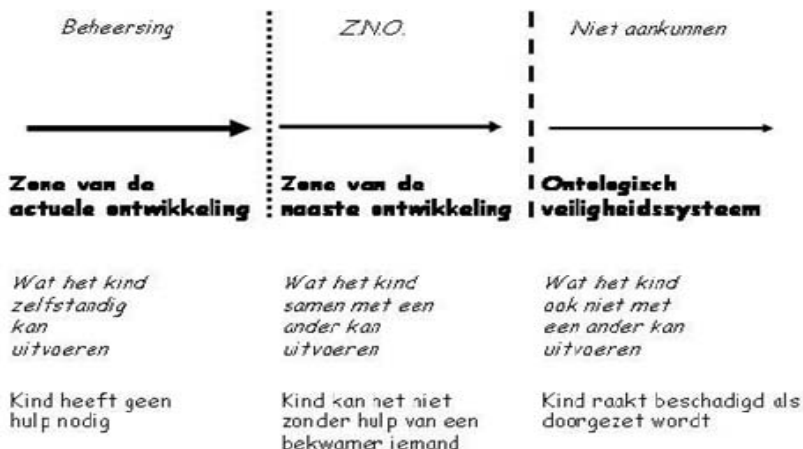 Beheersing
Z.N.O.
Niet aankunnen
Zone van de
actuele ontwikkeling
Zone van de
naaste ontwikkeling
Ontologisch
veiligheidssysteem
Wat het kind
zelfstandig
kan
uitvoeren
Wat het kind
samen met een
ander kan
uitvoeren
Wat het kind
ook niet met
een ander kan
uitvoeren
Kind heeft geen
hulp nodig
Kind kan het niet
zonder hulp van een
bekwamer iemand
Kind raakt beschadigd als
doorgezet wordt